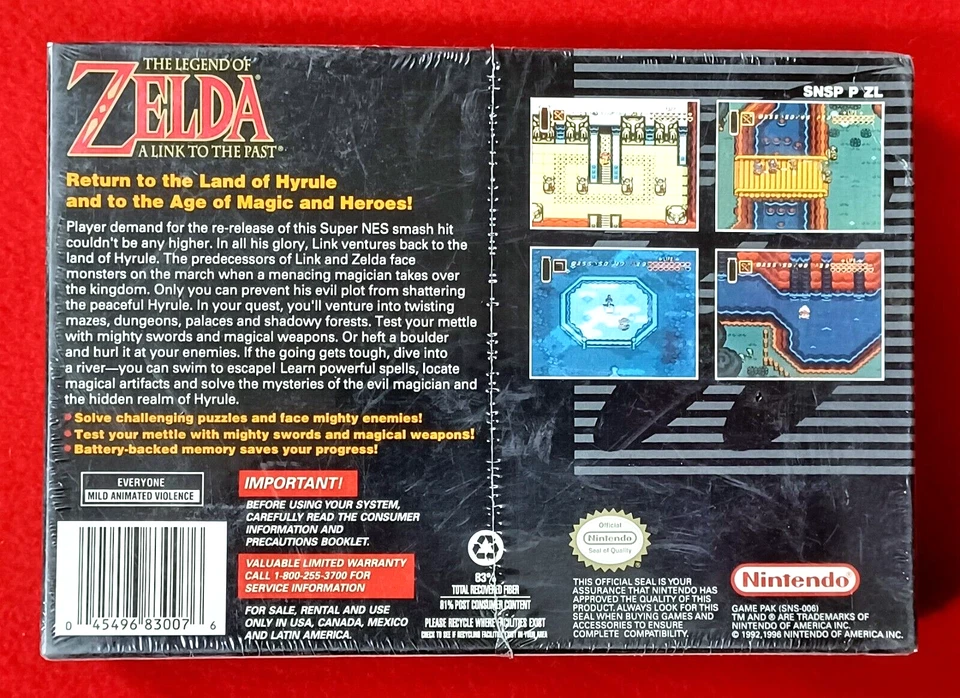 THE LEGEND OF
ZELDA®
A LINK TO THE PAST®
Return to the Land of Hyrule
and to the Age of Magic and Heroes!
Player demand for the re-release of this Super NES smash hit
couldn't be any higher. In all his glory, Link ventures back to the
land of Hyrule. The predecessors of Link and Zelda face
monsters on the march when a menacing magician takes over
the kingdom. Only you can prevent his evil plot from shattering
the peaceful Hyrule. In your quest, you'll venture into twisting
mazes, dungeons, palaces and shadowy forests. Test your mettle
with mighty swords and magical weapons. Or heft a boulder
and hurl it at your enemies. If the going gets tough, dive into
a river—you can swim to escape! Learn powerful spells, locate
magical artifacts and solve the mysteries of the evil magician and
the hidden realm of Hyrule.
• Solve challenging puzzles and face mighty enemies!
• Test your mettle with mighty swords and magical weapons!
• Battery-backed memory saves your progress!
EVERYONE
MILD ANIMATED VIOLENCE
0 45496 83007 6
IMPORTANT!
BEFORE USING YOUR SYSTEM,
CAREFULLY READ THE CONSUMER
INFORMATION AND
PRECAUTIONS BOOKLET.
VALUABLE LIMITED WARRANTY
CALL 1-800-255-3700 FOR
SERVICE INFORMATION
FOR SALE, RENTAL AND USE
ONLY IN USA, CANADA, MEXICO
AND LATIN AMERICA.
83%
TOTAL RECOVERED FIBER
81% POST CONSUMER CONTENT
PLEASE RECYCLE WHERE FACILITIES EXIST
CHECK TO SEE IF RECYCLING FACILITIES EXIST IN YOUR AREA
SNSP P ZL
Official
Nintendo
Seal of Quality
THIS OFFICIAL SEAL IS YOUR
ASSURANCE THAT NINTENDO HAS
APPROVED THE QUALITY OF THIS
PRODUCT. ALWAYS LOOK FOR THIS
SEAL WHEN BUYING GAMES AND
ACCESSORIES TO ENSURE
COMPLETE COMPATIBILITY.
Nintendo®
GAME PAK (SNS-006)
TM AND ® ARE TRADEMARKS OF
NINTENDO OF AMERICA INC.
© 1992,1996 NINTENDO OF AMERICA INC.